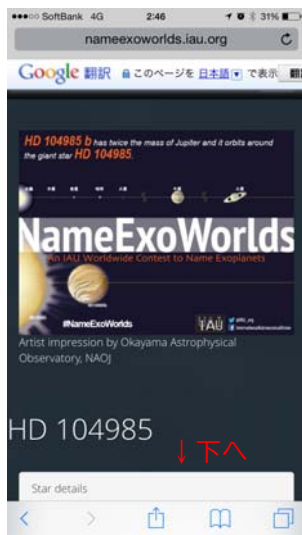 SoftBank 4G 2:46 31%
nameexoworlds.iau.org
Google 翻訳 このページを 日本語 で表示
HD 104985 b has twice the mass of Jupiter and it orbits around
the giant star HD 104985.
NameExoWorlds
An IAU Worldwide Contest to Name Exoplanets
#NameExoWorlds
IAU
Artist impression by Okayama Astrophysical
Observatory, NAOJ
HD 104985
↓下へ
Star details